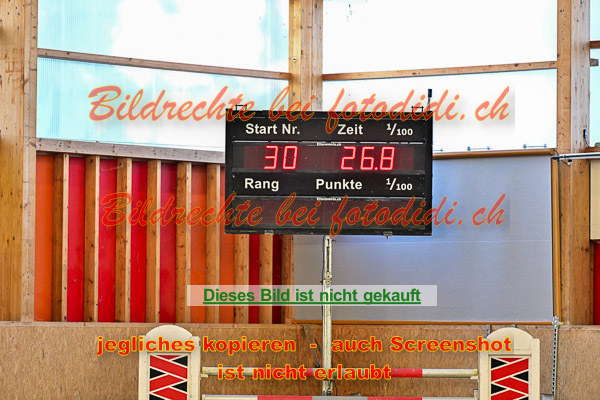 Bildrechte bei fotodidi.ch
Start Nr. Zeit 1/100
30 26.8
Rang Punkte 1/100
Bildrechte bei fotodidi.ch
Dieses Bild ist nicht gekauft
jegliches kopieren - auch Screenshot
ist nicht erlaubt